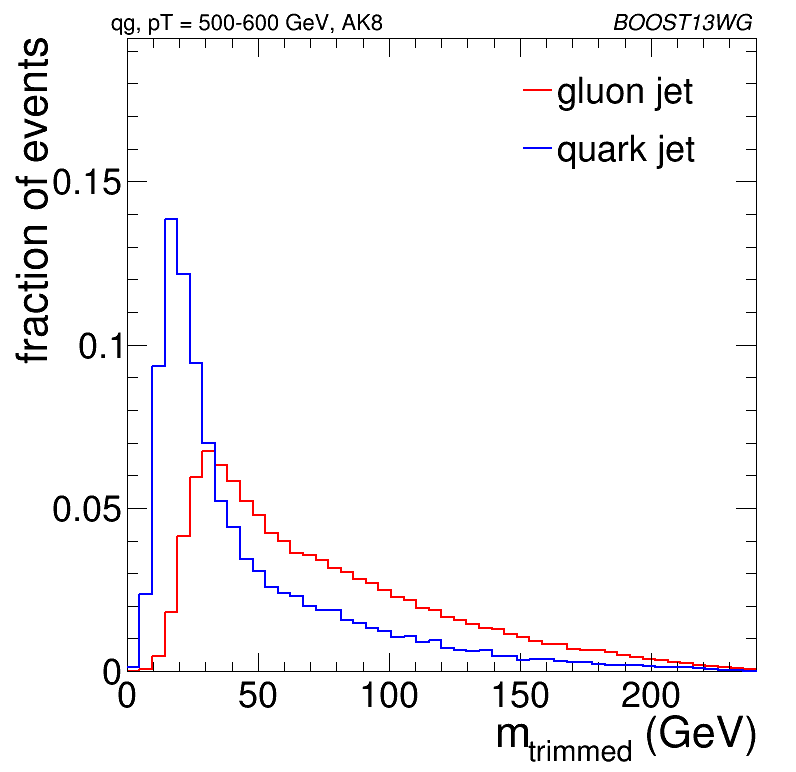 qg, pT = 500-600 GeV, AK8 BOOST13WG
gluon jet
quark jet
fraction of events
0.15
0.1
0.05
0
0 50 100 150 200
m_trimmed (GeV)